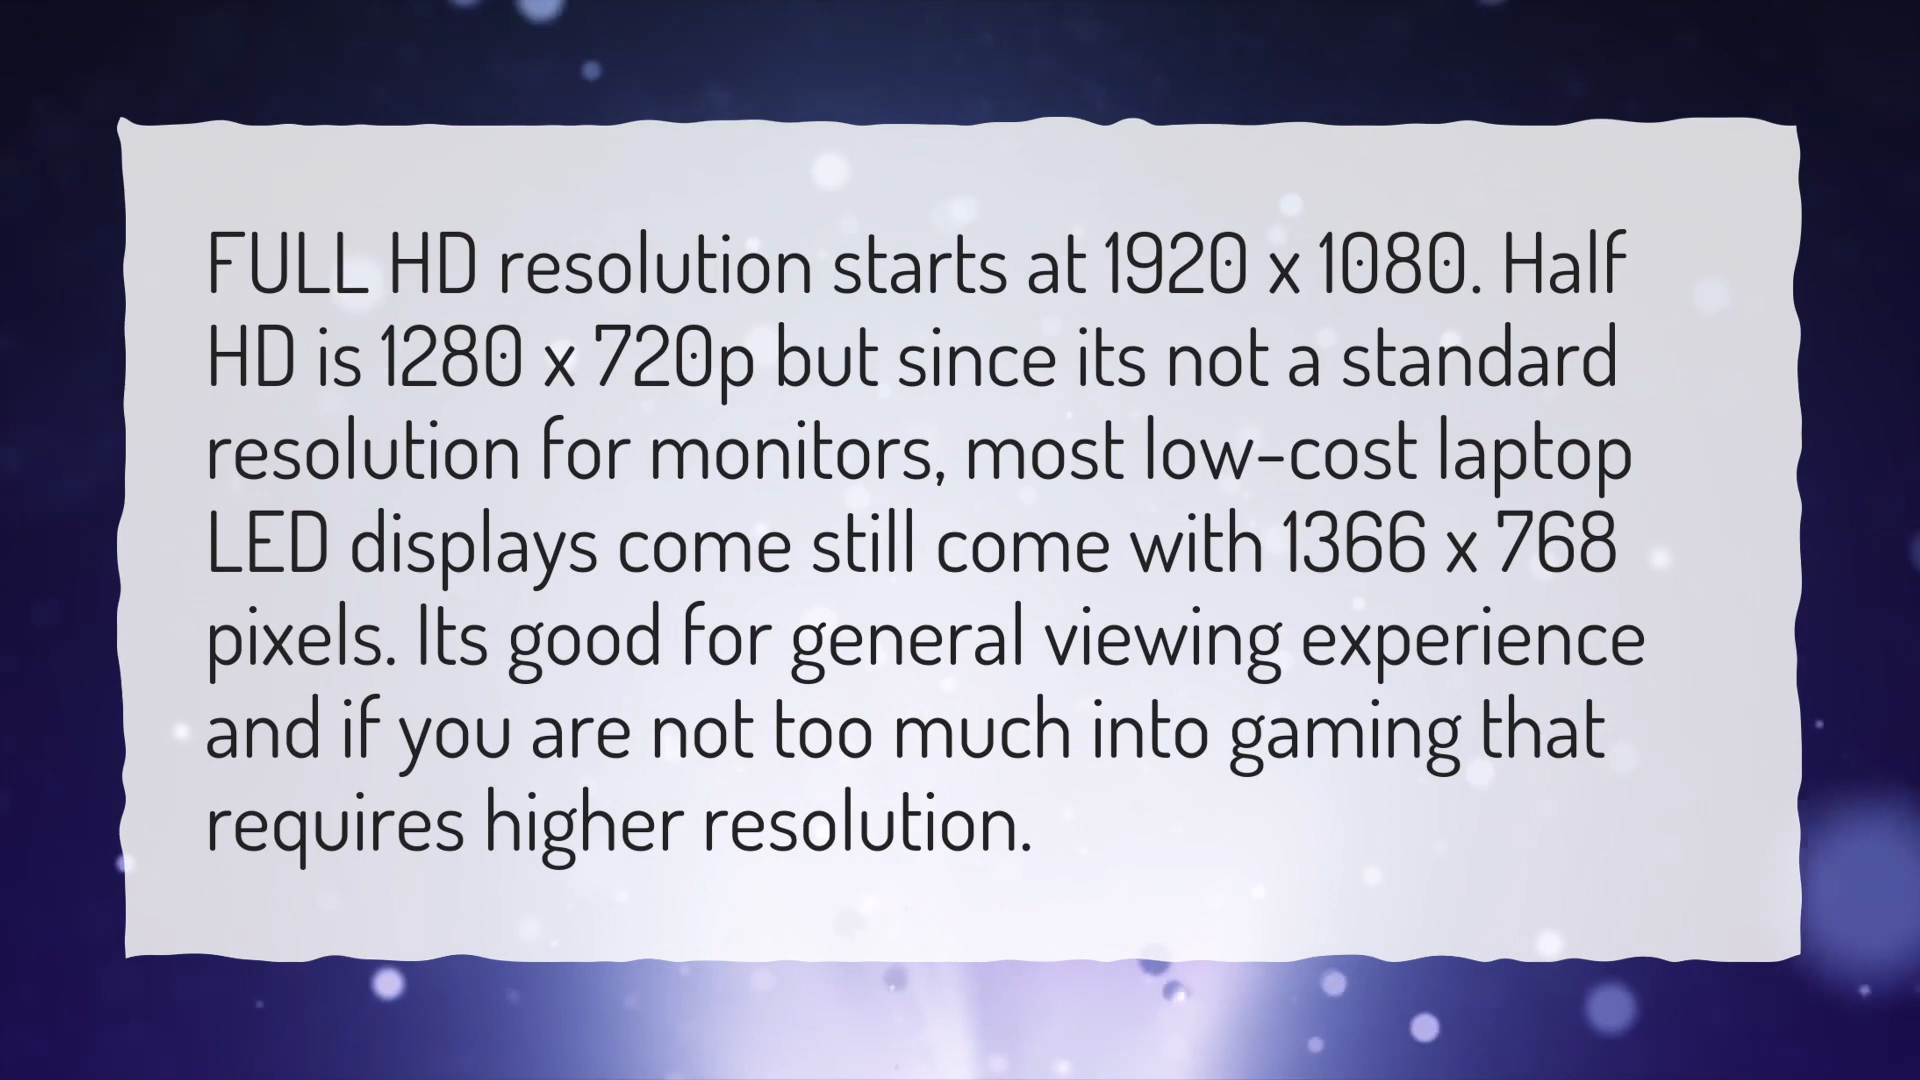 FULL HD resolution starts at 1920 x 1080. Half
HD is 1280 x 720p but since its not a standard
resolution for monitors, most low-cost laptop
LED displays come still come with 1366 x 768
pixels. Its good for general viewing experience
and if you are not too much into gaming that
requires higher resolution.